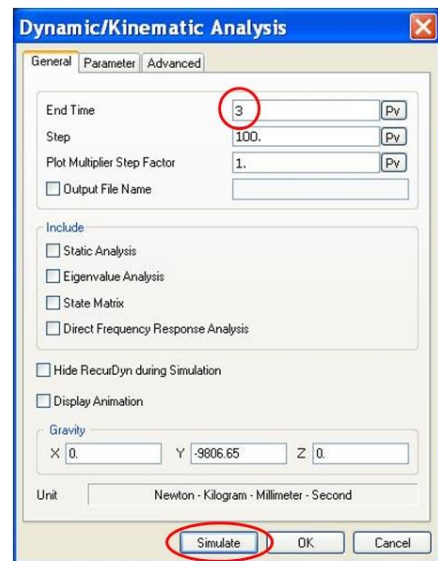 Dynamic/Kinematic Analysis
General Parameter Advanced
End Time 3 Pv
Step 100. Pv
Plot Multiplier Step Factor 1. Pv
Output File Name
Include
Static Analysis
Eigenvalue Analysis
State Matrix
Direct Frequency Response Analysis
Hide RecurDyn during Simulation
Display Animation
Gravity
X 0. Y -9806.65 Z 0.
Unit Newton - Kilogram - Millimeter - Second
Simulate OK Cancel